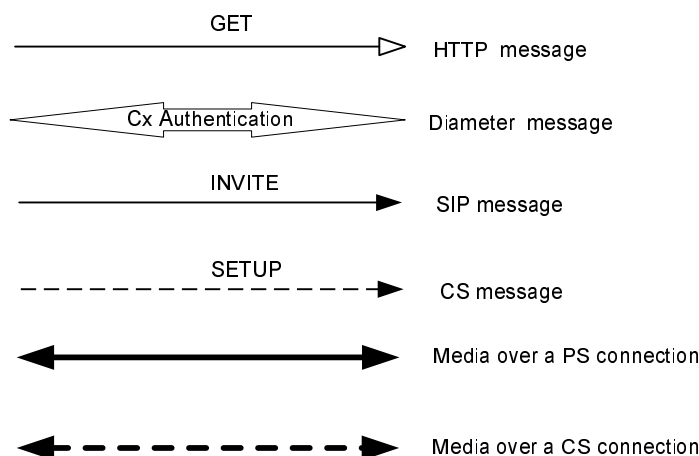 GET
HTTP message
Cx Authentication
Diameter message
INVITE
SIP message
SETUP
CS message
Media over a PS connection
Media over a CS connection